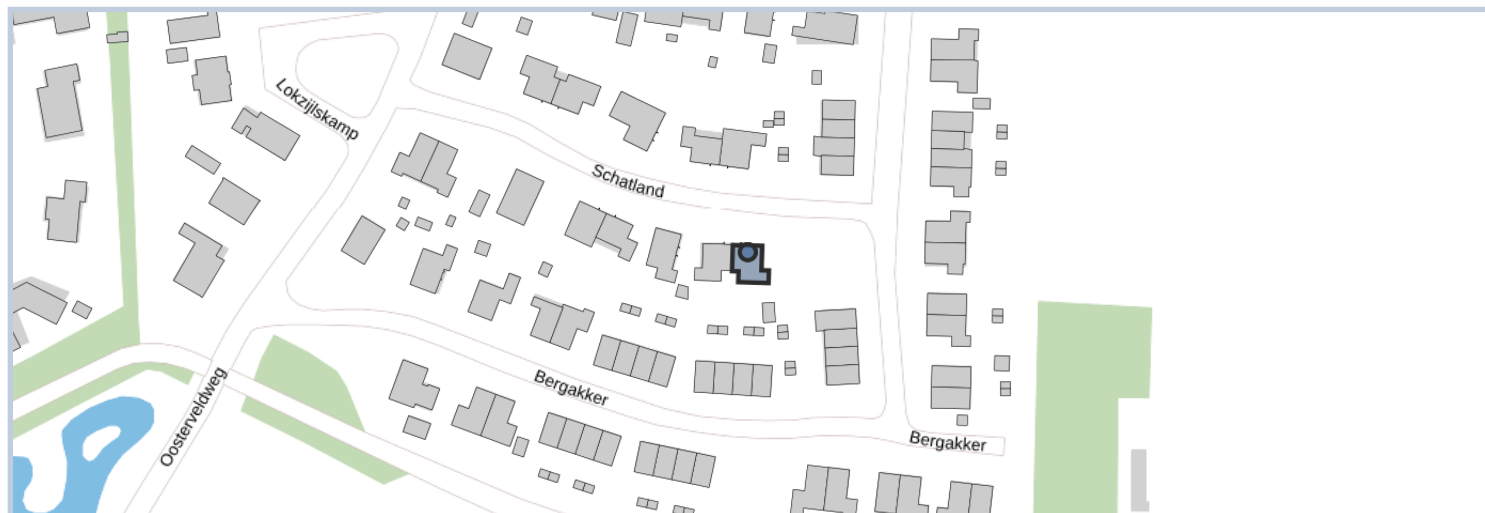 Lokzijlskamp
Schatland
Oosterveldweg
Bergakker
Bergakker